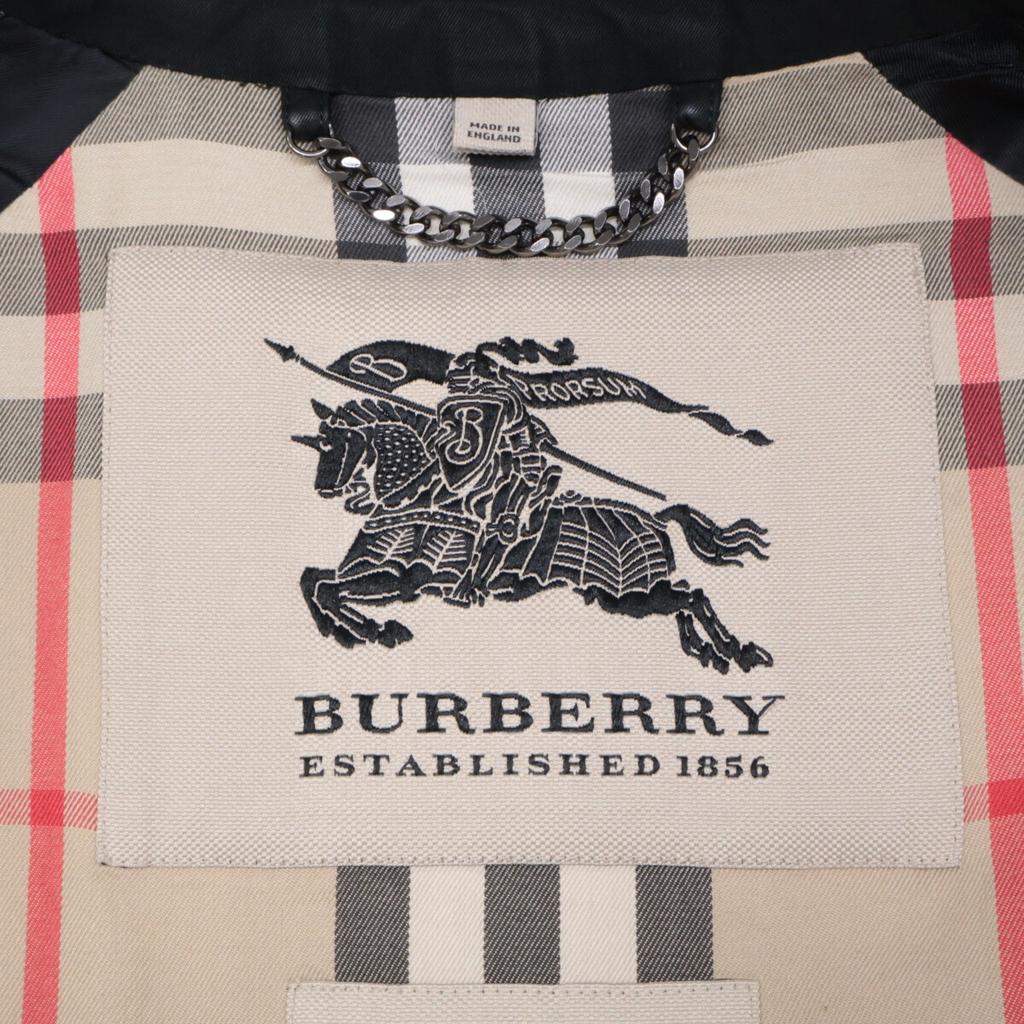 MADE IN
ENGLAND
B PRORSUM
B
BURBERRY
ESTABLISHED 1856